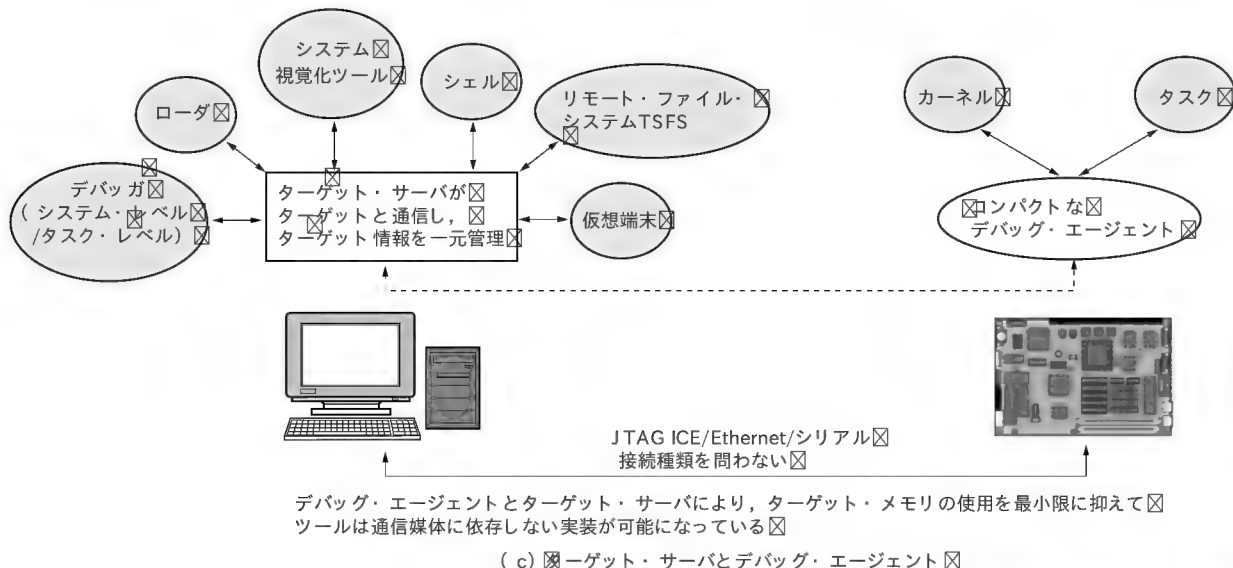 システム
視覚化ツール
シェル
ローダ
リモート・ファイル・
システムTSFS
カーネル
タスク
デバッガ
(システム・レベル
/タスク・レベル)
ターゲット・サーバが
ターゲットと通信し，
ターゲット情報を一元管理
仮想端末
コンパクトな
デバッグ・エージェント
JTAG ICE/Ethernet/シリアル
接続種類を問わない
デバッグ・エージェントとターゲット・サーバにより，ターゲット・メモリの使用を最小限に抑えて
ツールは通信媒体に依存しない実装が可能になっている
(c) ターゲット・サーバとデバッグ・エージェント